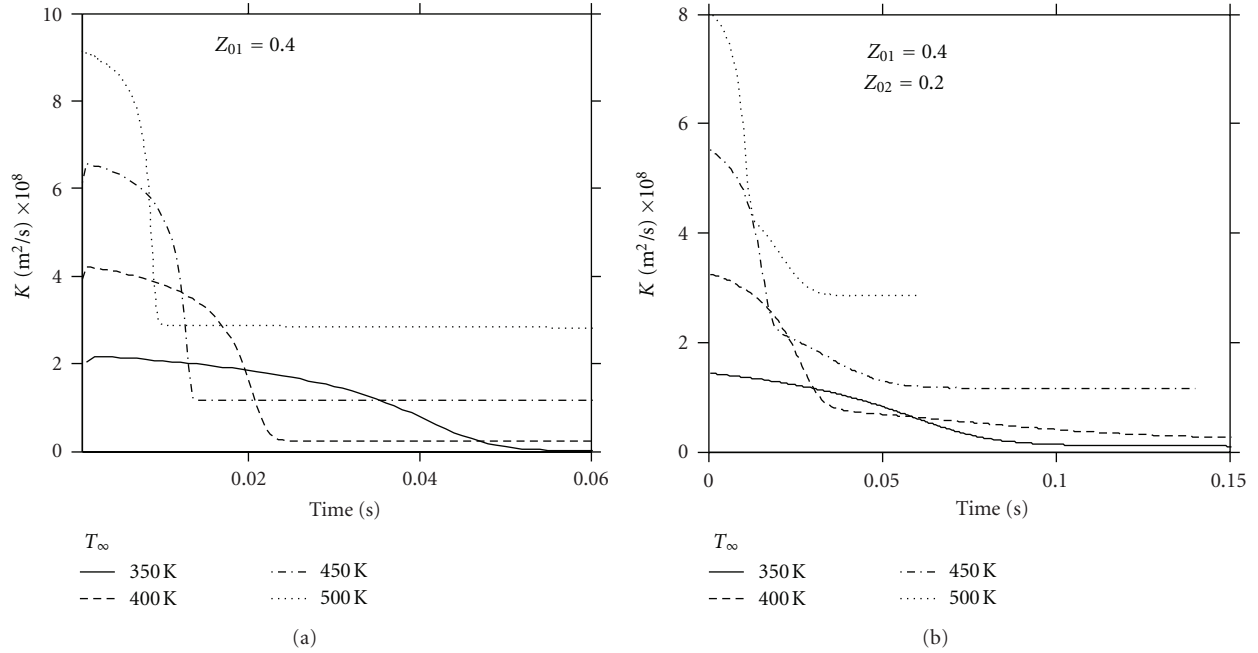 10
8
6
4
2
0
K (m²/s) ×10⁸
Z₀₁ = 0.4
0.02
0.04
0.06
Time (s)
T∞
350 K
400 K
450 K
500 K
(a)
8
6
4
2
0
K (m²/s) ×10⁸
Z₀₁ = 0.4
Z₀₂ = 0.2
0
0.05
0.1
0.15
Time (s)
T∞
350 K
400 K
450 K
500 K
(b)